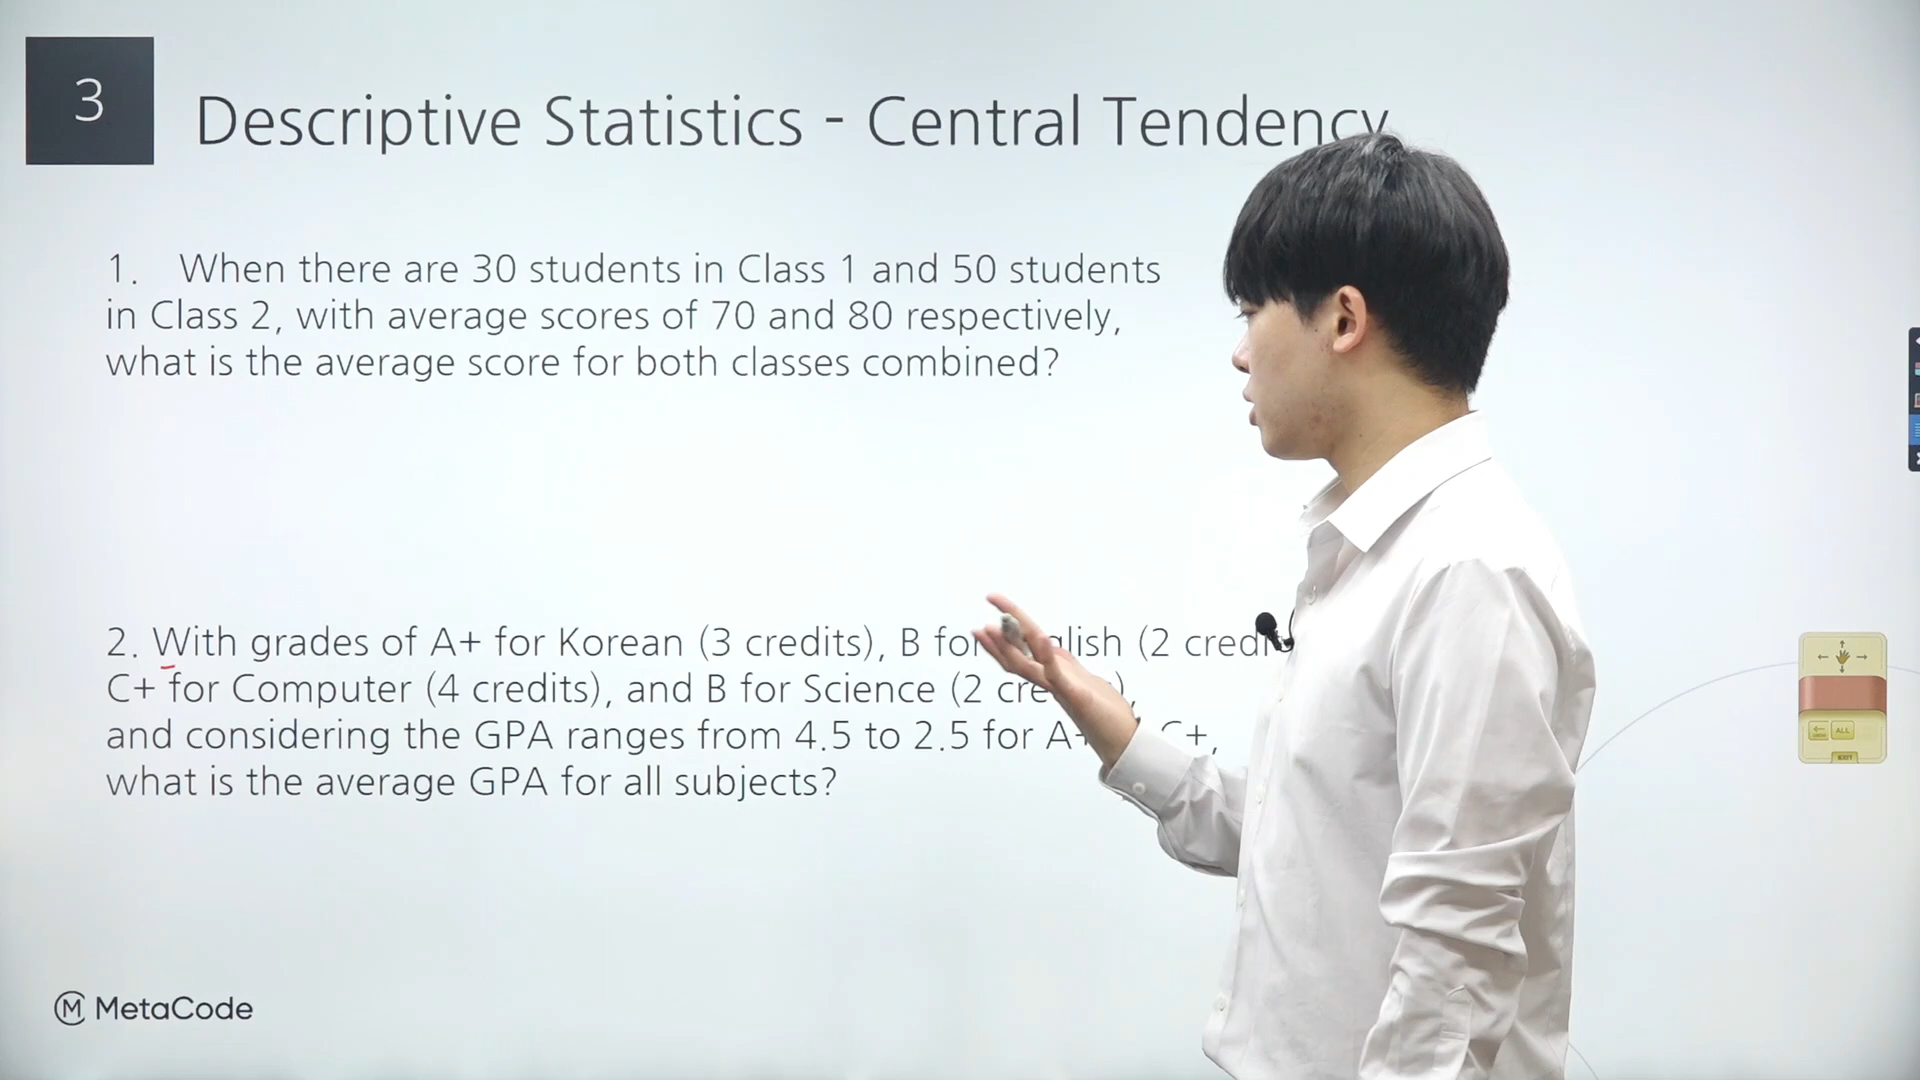 3
Descriptive Statistics - Central Tendency
1. When there are 30 students in Class 1 and 50 students
in Class 2, with average scores of 70 and 80 respectively,
what is the average score for both classes combined?
2. With grades of A+ for Korean (3 credits), B for (2
C+ for Computer (4 credits), and B for Science (2
and considering the GPA ranges from 4.5 to 2.5 for C+,
what is the average GPA for all subjects?
ALL
EXIT
M MetaCode